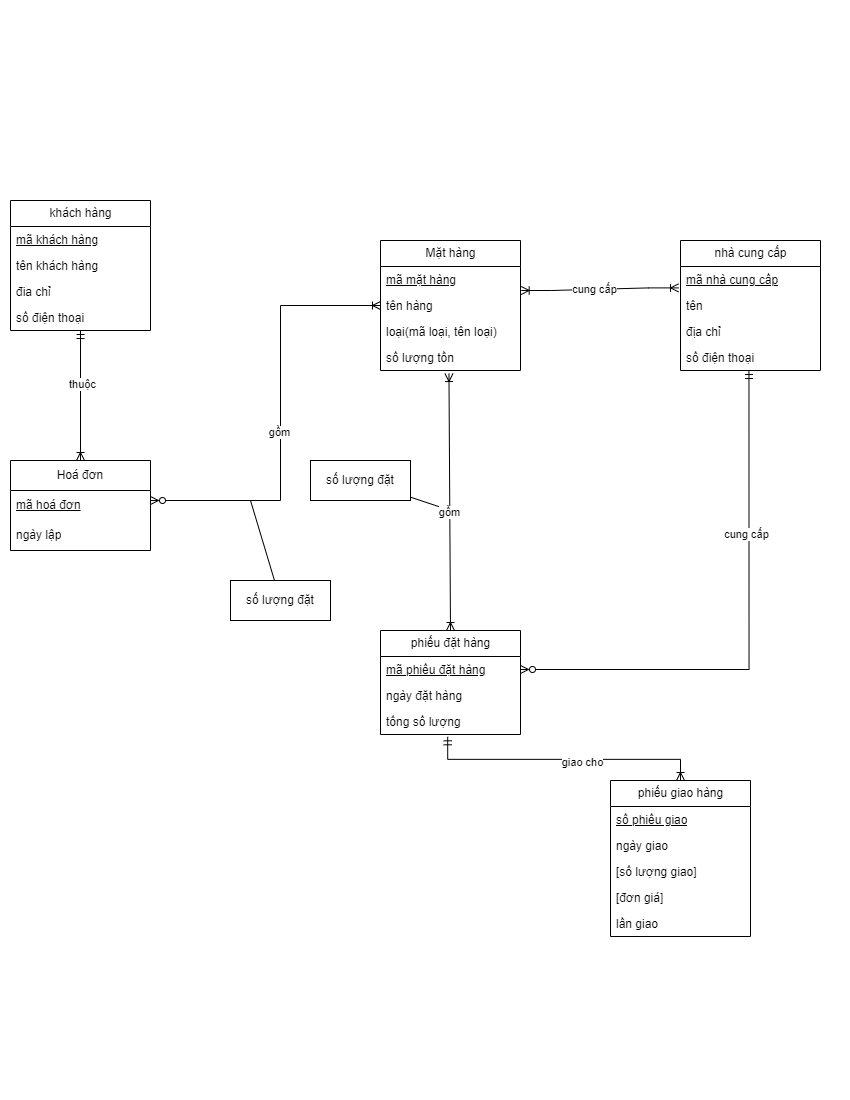 khách hàng
mã khách hàng
tên khách hàng
đia chỉ
số điện thoại
thuộc
Hoá đơn
mã hoá đơn
ngày lập
gồm
số lượng đặt
Mặt hàng
mã mặt hàng
tên hàng
loại(mã loại, tên loại)
số lượng tồn
cung cấp
nhà cung cấp
mã nhà cung cấp
tên
địa chỉ
số điện thoại
số lượng đặt
gồm
cung cấp
phiếu đặt hàng
mã phiếu đặt hàng
ngày đặt hàng
tổng số lượng
giao cho
phiếu giao hàng
số phiếu giao
ngày giao
[số lượng giao]
[đơn giá]
lần giao